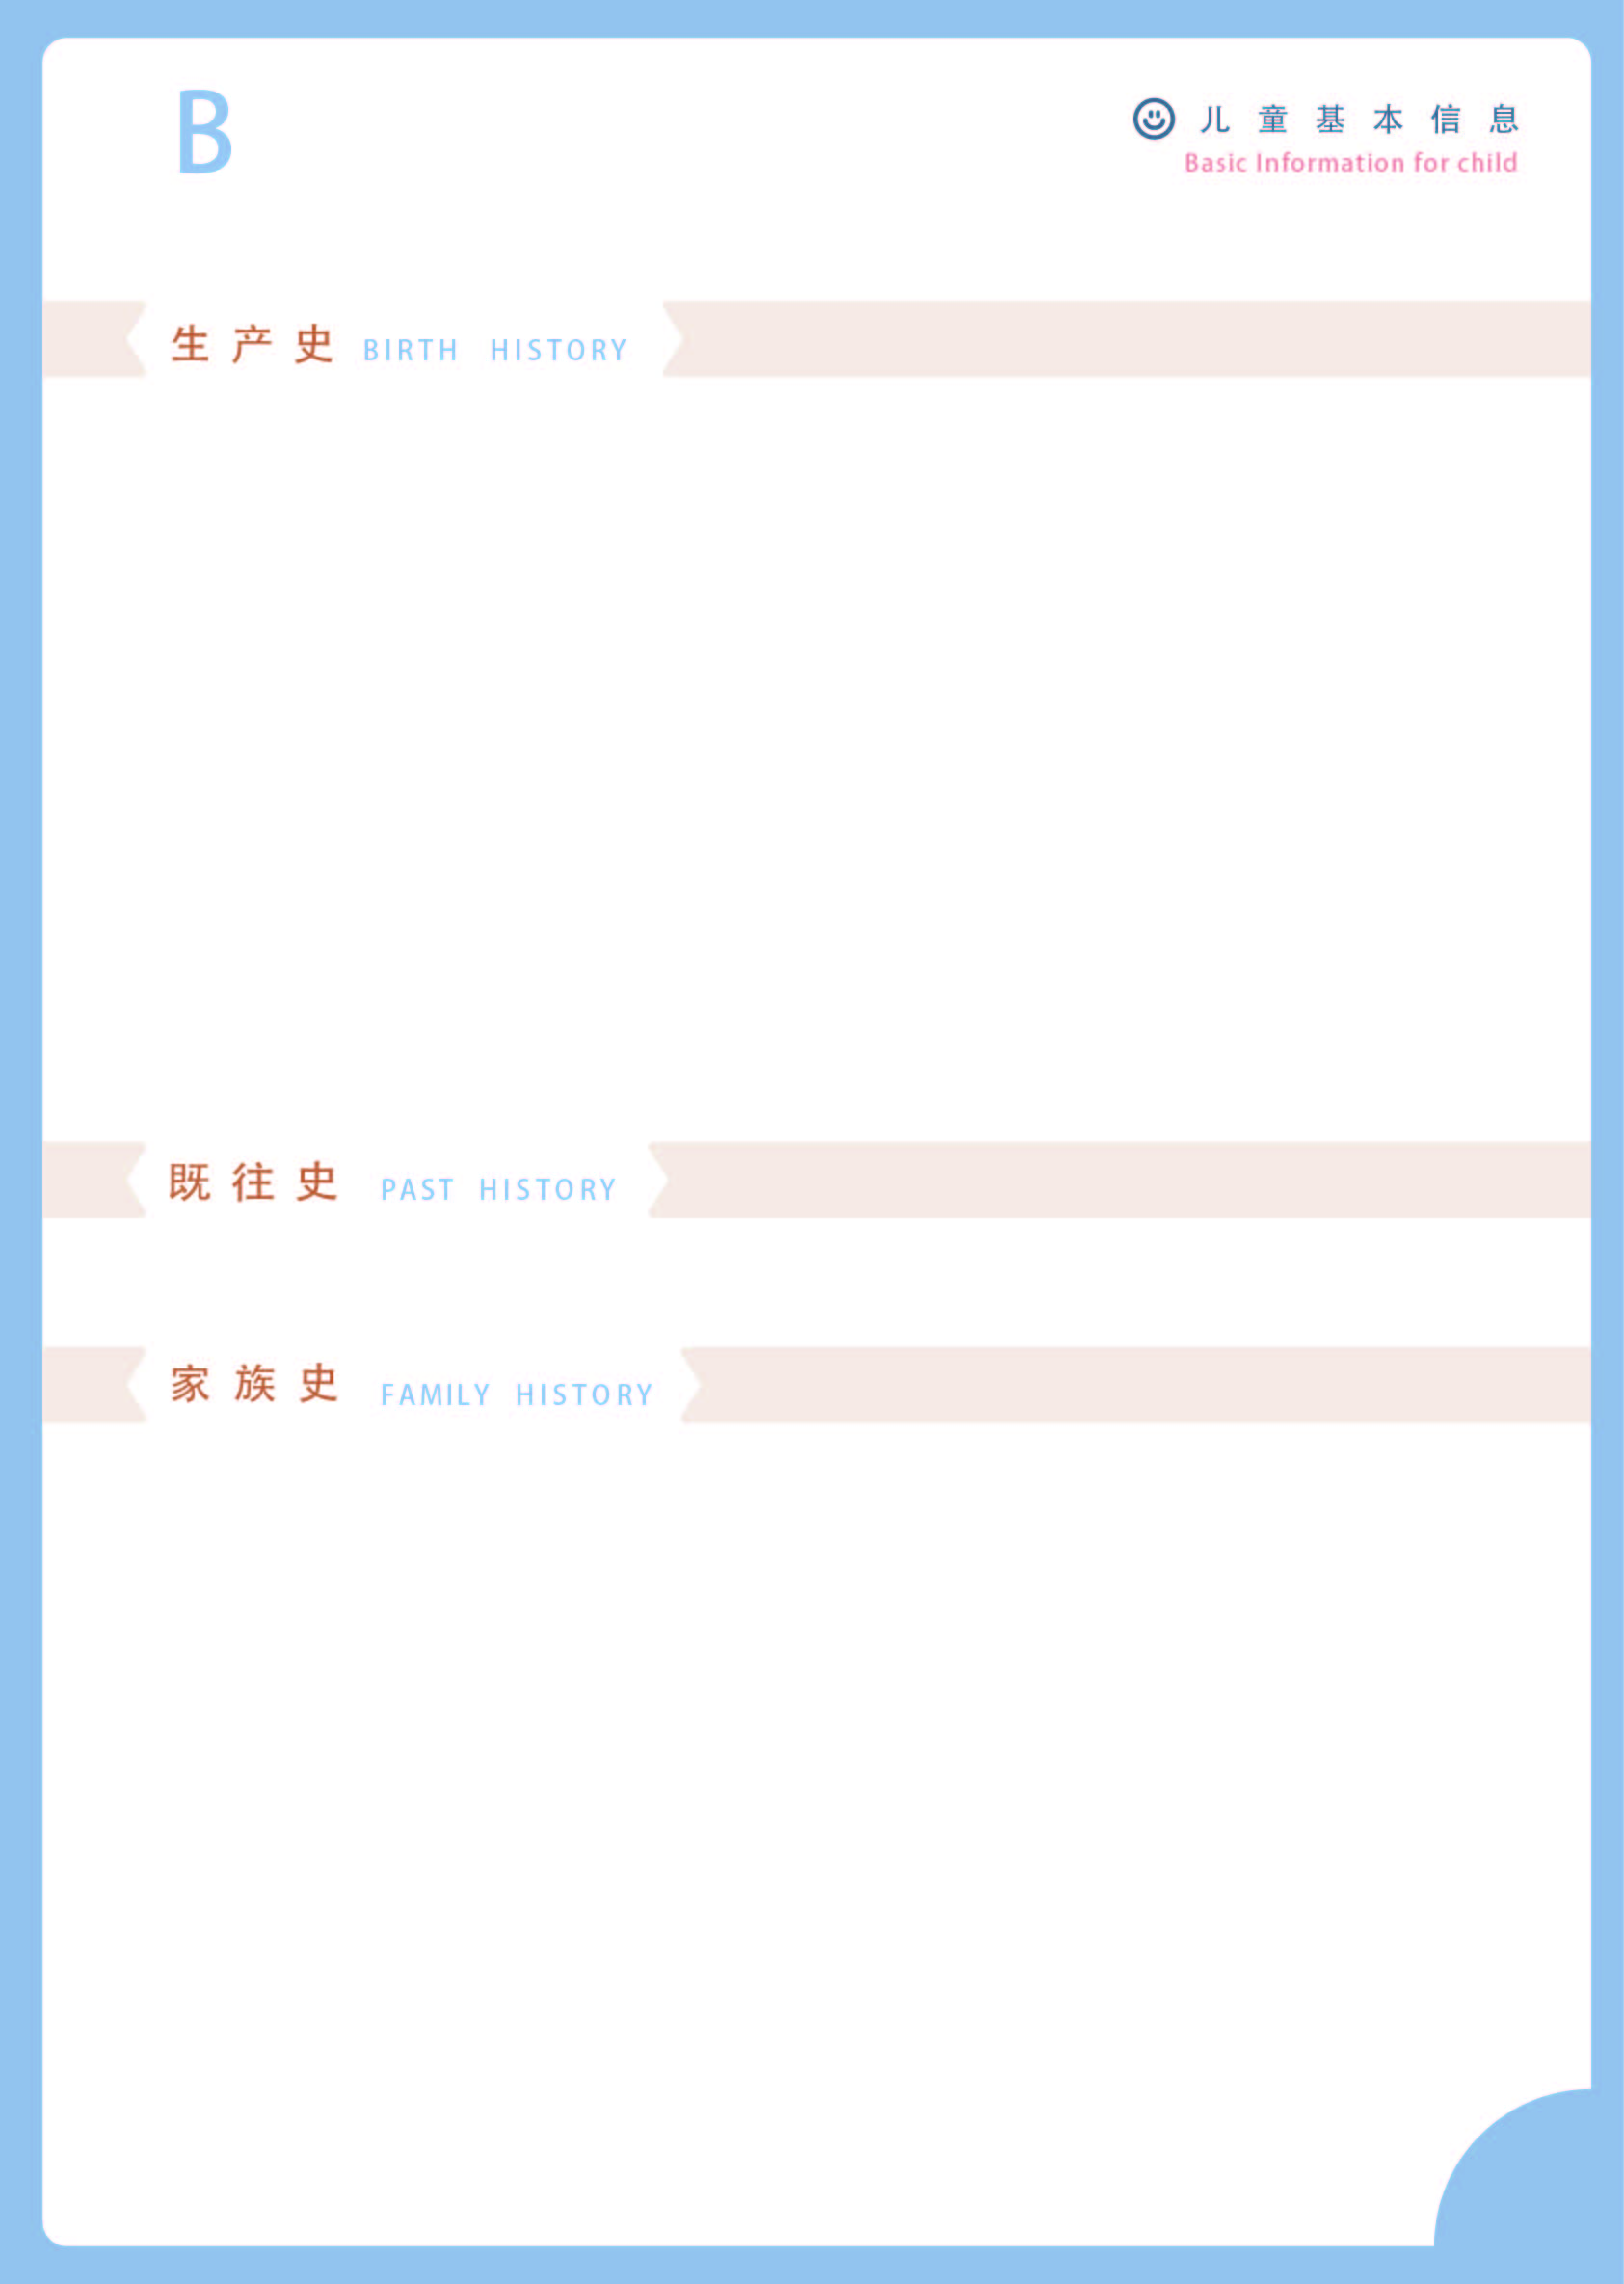 B
儿童基本信息
Basic Information for child
生产史 BIRTH HISTORY
既往史 PAST HISTORY
家族史 FAMILY HISTORY